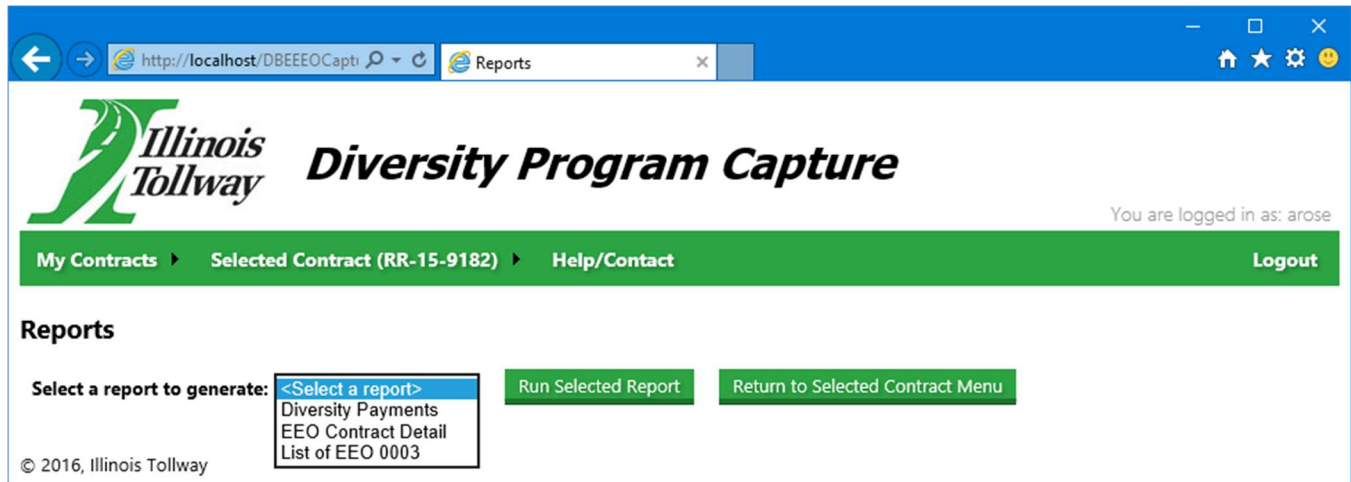 http://localhost/DBEEEOCapt
Reports
Illinois
Tollway
Diversity Program Capture
You are logged in as: arose
My Contracts Selected Contract (RR-15-9182) Help/Contact Logout
Reports
Select a report to generate: <Select a report> Run Selected Report Return to Selected Contract Menu
Diversity Payments
EEO Contract Detail
List of EEO 0003
© 2016, Illinois Tollway